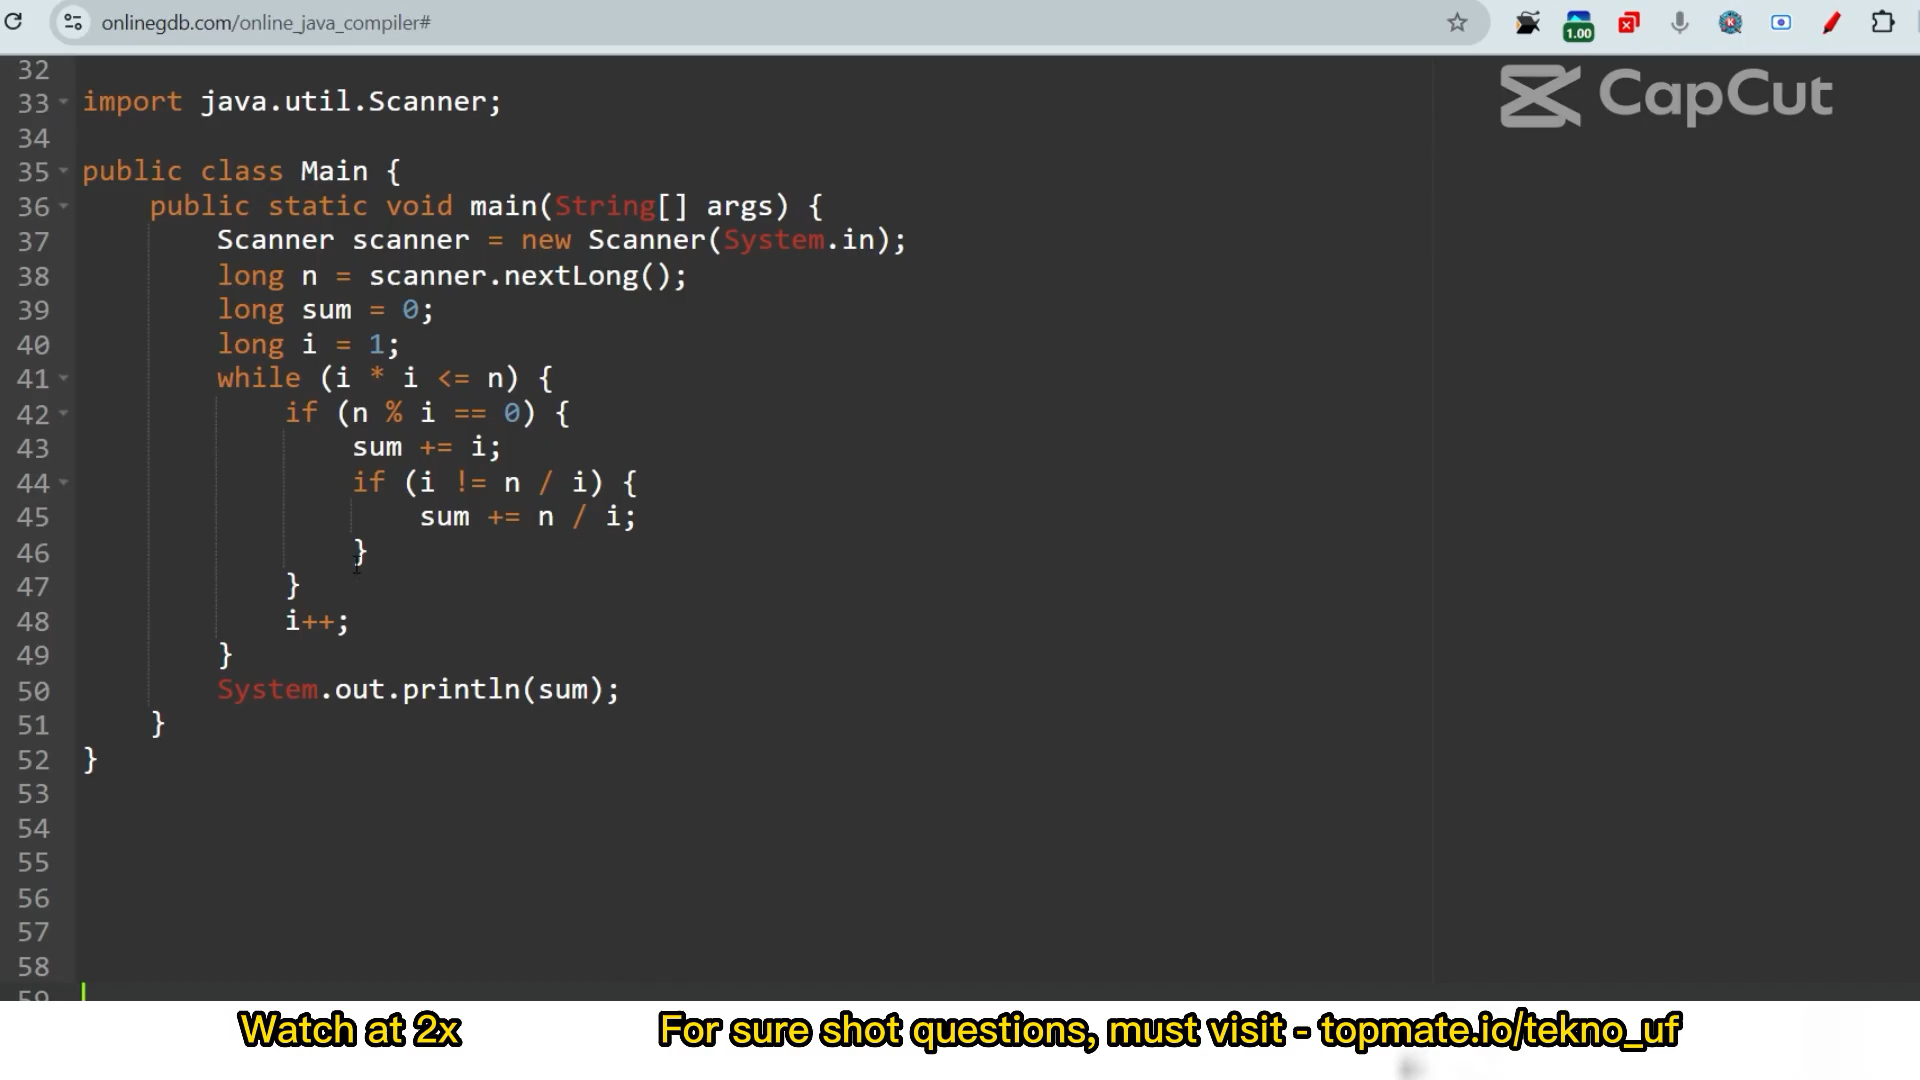 onlinegdb.com/online_java_compiler#
1.00
CapCut
32
33 import java.util.Scanner;
34
35 public class Main {
36     public static void main(String[] args) {
37         Scanner scanner = new Scanner(System.in);
38         long n = scanner.nextLong();
39         long sum = 0;
40         long i = 1;
41         while (i * i <= n) {
42             if (n % i == 0) {
43                 sum += i;
44                 if (i != n / i) {
45                     sum += n / i;
46                 }
47             }
48             i++;
49         }
50         System.out.println(sum);
51     }
52 }
53
54
55
56
57
58
59
Watch at 2x
For sure shot questions, must visit - topmate.io/tekno_uf